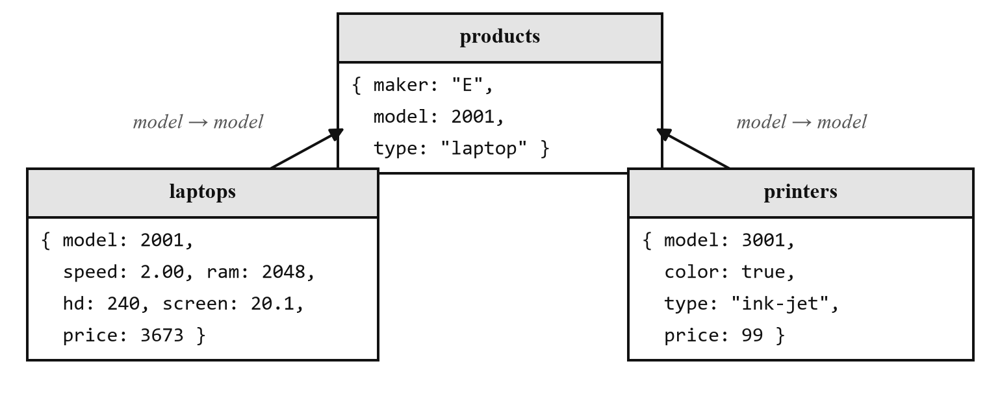 products
{ maker: "E",
model: 2001,
type: "laptop" }
model → model
model → model
laptops
{ model: 2001,
speed: 2.00, ram: 2048,
hd: 240, screen: 20.1,
price: 3673 }
printers
{ model: 3001,
color: true,
type: "ink-jet",
price: 99 }